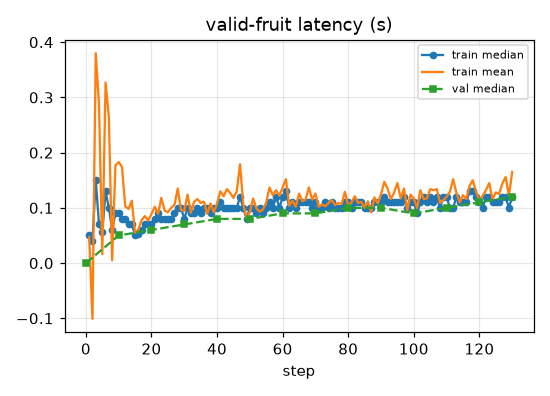 valid-fruit latency (s)
0.4
0.3
0.2
0.1
0.0
−0.1
train median
train mean
val median
0 20 40 60 80 100 120
step